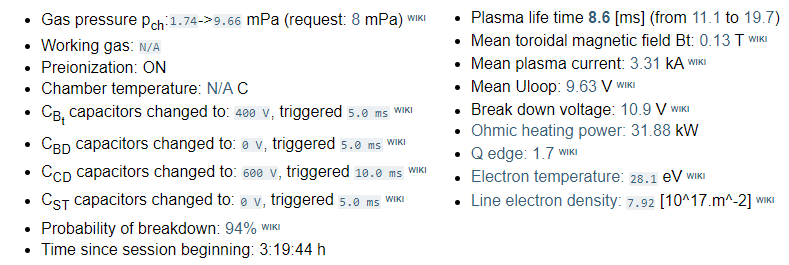 Gas pressure pch:1.74->9.66 mPa (request: 8 mPa) WIKI
Working gas: N/A
Preionization: ON
Chamber temperature: N/A C
CBt capacitors changed to: 400 V, triggered 5.0 ms WIKI
CBD capacitors changed to: 0 V, triggered 5.0 ms WIKI
CCD capacitors changed to: 600 V, triggered 10.0 ms WIKI
CST capacitors changed to: 0 V, triggered 5.0 ms WIKI
Probability of breakdown: 94% WIKI
Time since session beginning: 3:19:44 h
Plasma life time 8.6 [ms] (from 11.1 to 19.7)
Mean toroidal magnetic field Bt: 0.13 T WIKI
Mean plasma current: 3.31 kA WIKI
Mean Uloop: 9.63 V WIKI
Break down voltage: 10.9 V WIKI
Ohmic heating power: 31.88 kW
Q edge: 1.7 WIKI
Electron temperature: 28.1 eV WIKI
Line electron density: 7.92 [10^17.m^-2] WIKI